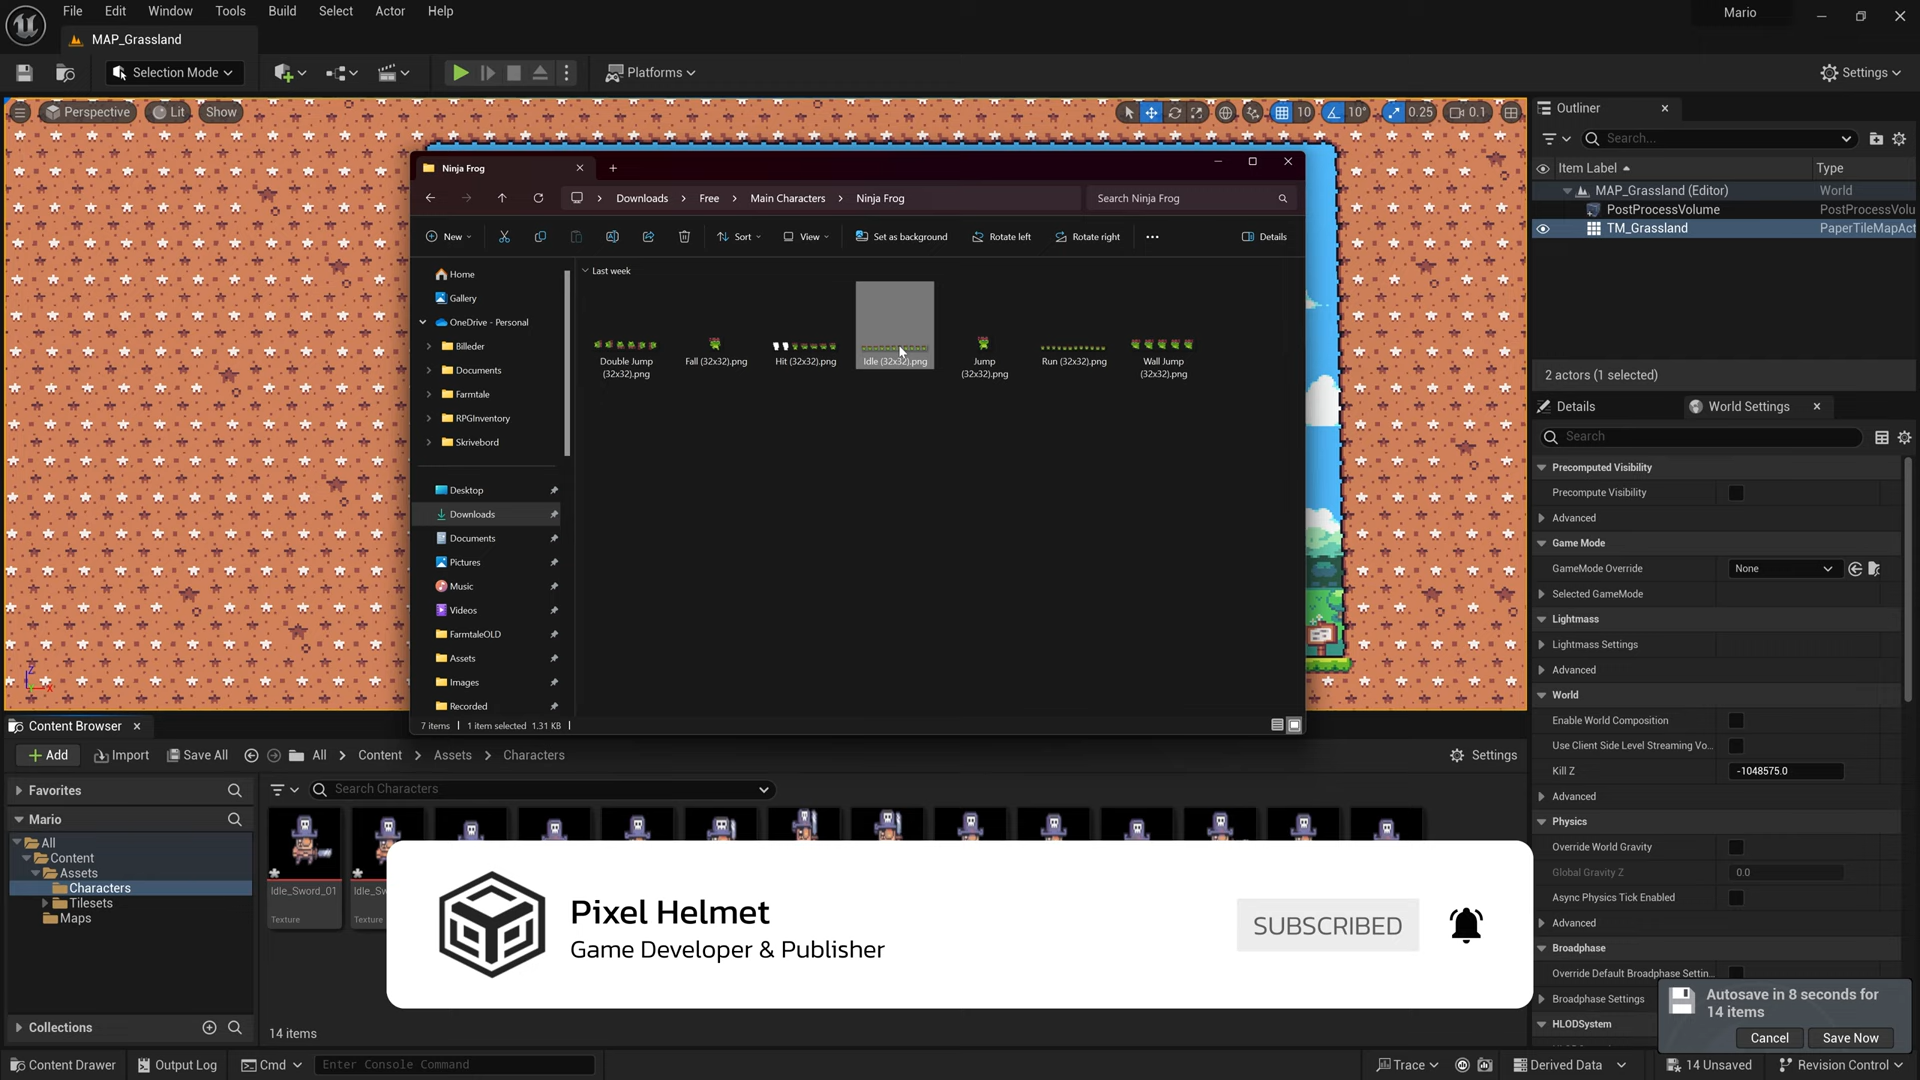 File Edit Window Tools Build Select Actor Help
Mario
MAP_Grassland
Selection Mode
Platforms
Settings
Perspective
Lit
Show
10
10°
0.25
0.1
Outliner
Search...
Item Label
Type
MAP_Grassland (Editor)
World
PostProcessVolume
PostProcessVolu
TM_Grassland
PaperTileMapAct
2 actors (1 selected)
Details
World Settings
Search
Precomputed Visibility
Precompute Visibility
Advanced
Game Mode
GameMode Override
None
Selected GameMode
Lightmass
Lightmass Settings
Advanced
World
Enable World Composition
Use Client Side Level Streaming Vo...
Kill Z
-1048575.0
Advanced
Physics
Override World Gravity
Global Gravity Z
0.0
Async Physics Tick Enabled
Advanced
Broadphase
Override Default Broadphase Settin...
Broadphase Settings
HLODSystem
Autosave in 8 seconds for
14 items
Cancel
Save Now
Ninja Frog
Downloads
Free
Main Characters
Ninja Frog
Search Ninja Frog
New
Sort
View
Set as background
Rotate left
Rotate right
Details
Home
Gallery
OneDrive - Personal
Billeder
Documents
Farmtale
RPGInventory
Skrivebord
Desktop
Downloads
Documents
Pictures
Music
Videos
FarmtaleOLD
Assets
Images
Recorded
Last week
Double Jump
(32x32).png
Fall (32x32).png
Hit (32x32).png
Idle (32x32).png
Jump
(32x32).png
Run (32x32).png
Wall Jump
(32x32).png
7 items
1 item selected 1.31 KB
Content Browser
Add
Import
Save All
All
Content
Assets
Characters
Settings
Favorites
Search Characters
Mario
All
Content
Assets
Characters
Tilesets
Maps
Collections
Idle_Sword_01
Texture
Idle_Sw
Texture
Pixel Helmet
Game Developer & Publisher
SUBSCRIBED
14 items
Content Drawer
Output Log
Cmd
Enter Console Command
Trace
Derived Data
14 Unsaved
Revision Control